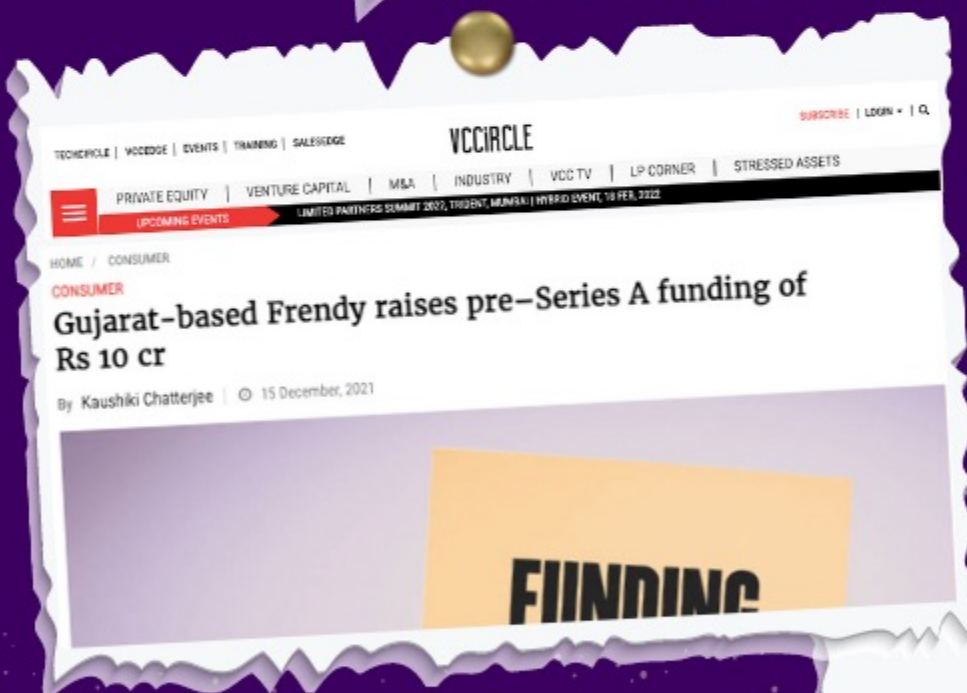 TECHCIRCLE | VCCEDGE | EVENTS | TRAINING | SALESEDGE
VCCiRCLE
SUBSCRIBE | LOGIN |
PRIVATE EQUITY | VENTURE CAPITAL | M&A | INDUSTRY | VCC TV | LP CORNER | STRESSED ASSETS
UPCOMING EVENTS
LIMITED PARTNERS SUMMIT 2022, TRIDENT, MUMBAI | HYBRID EVENT, 18 FEB, 2022
HOME / CONSUMER
CONSUMER
Gujarat-based Frendy raises pre-Series A funding of
Rs 10 cr
By Kaushiki Chatterjee | 15 December, 2021
FUNDING